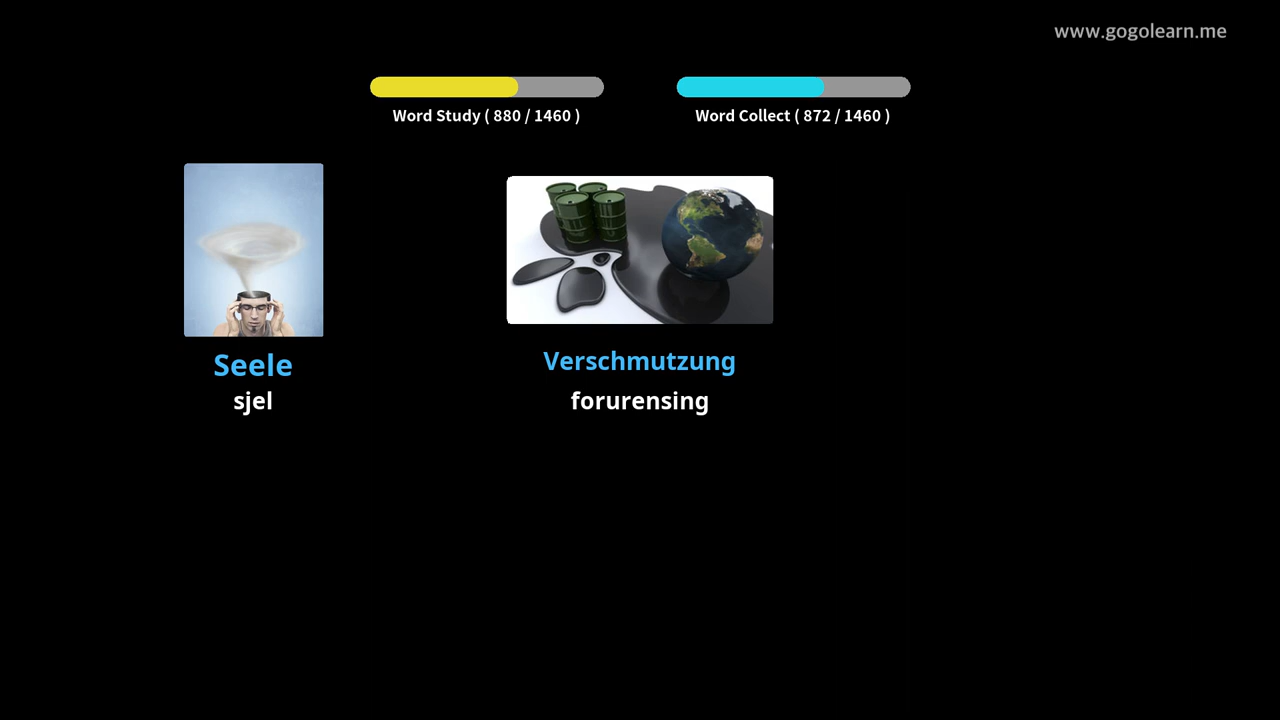 www.gogolearn.me
Word Study ( 880 / 1460 )
Word Collect ( 872 / 1460 )
Seele
sjel
Verschmutzung
forurensing